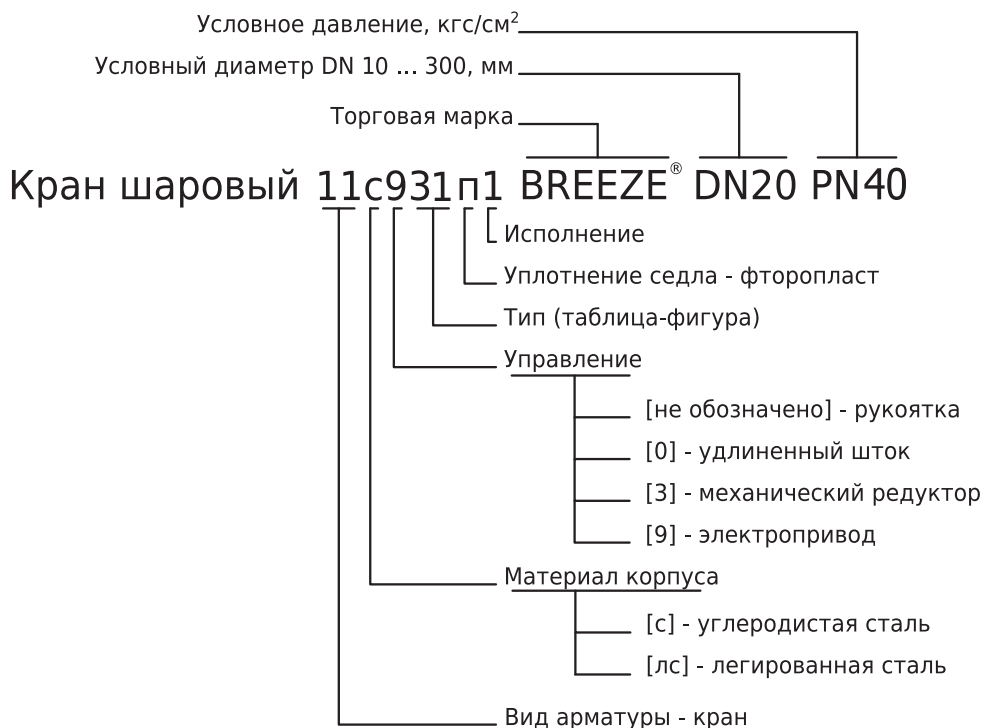 Условное давление, кгс/см²
Условный диаметр DN 10 ... 300, мм
Торговая марка
Кран шаровый 11с931п1 BREEZE® DN20 PN40
Исполнение
Уплотнение седла - фторопласт
Тип (таблица-фигура)
Управление
[не обозначено] - рукоятка
[0] - удлиненный шток
[3] - механический редуктор
[9] - электропривод
Материал корпуса
[с] - углеродистая сталь
[лс] - легированная сталь
Вид арматуры - кран